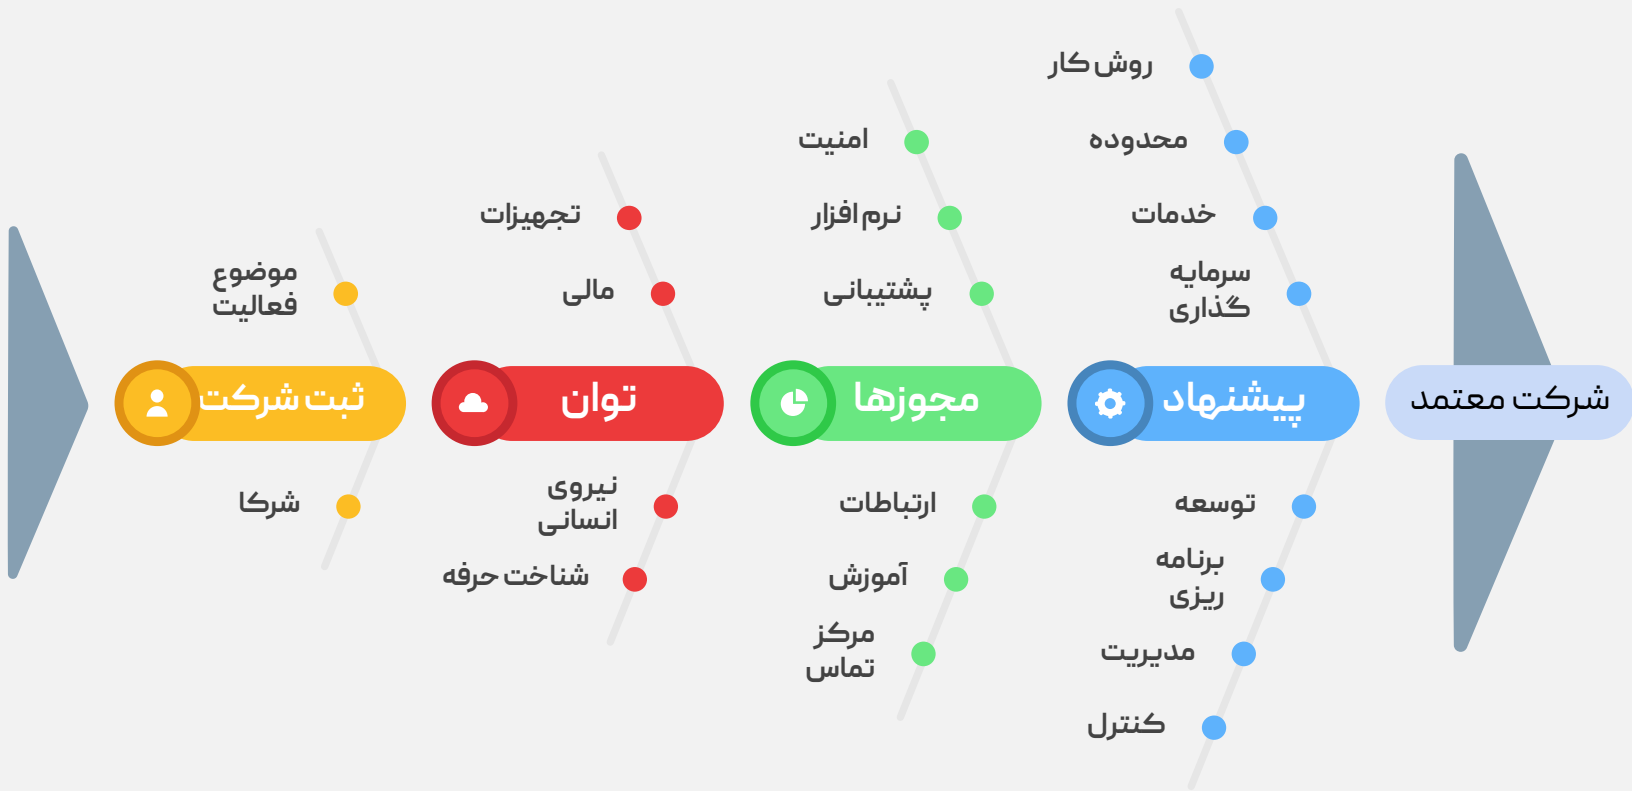 روش کار
محدوده
خدمات
سرمایه
گذاری
امنیت
نرم افزار
پشتیبانی
تجهیزات
مالی
موضوع
فعالیت
شرکت معتمد
پیشنهاد
مجوزها
توان
ثبت شرکت
توسعه
برنامه
ریزی
مدیریت
کنترل
ارتباطات
آموزش
مرکز
تماس
نیروی
انسانی
شناخت حرفه
شرکا